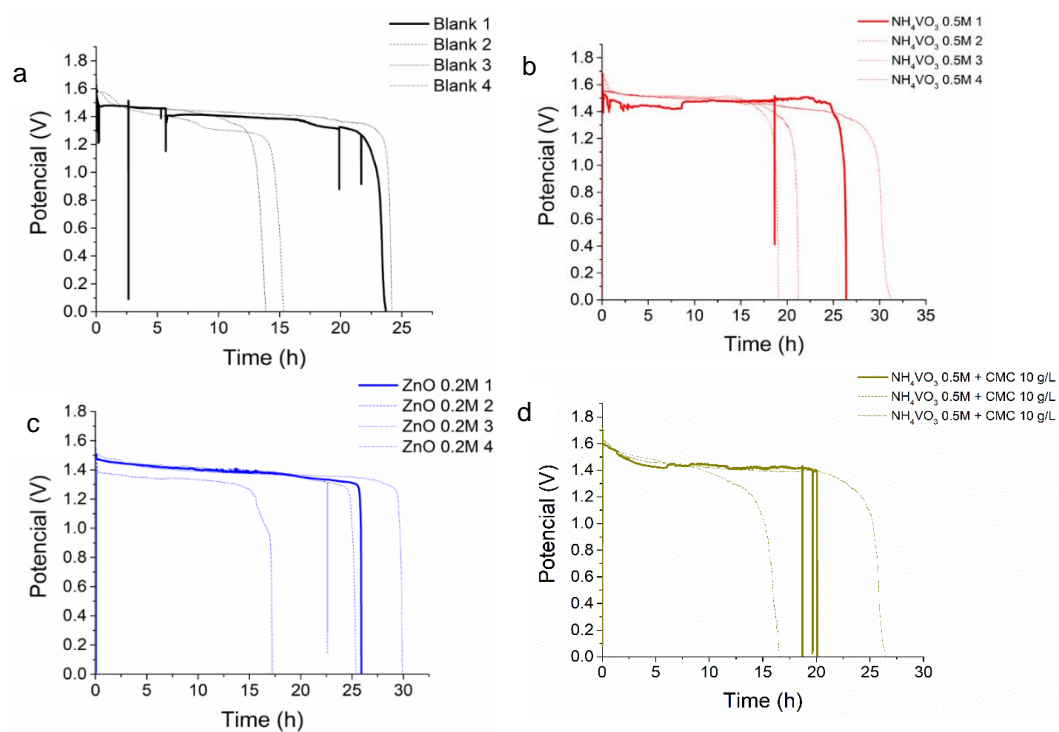 a
Blank 1
Blank 2
Blank 3
Blank 4
Potencial (V)
1.8
1.6
1.4
1.2
1.0
0.8
0.6
0.4
0.2
0.0
0 5 10 15 20 25
Time (h)
b
NH₄VO₃ 0.5M 1
NH₄VO₃ 0.5M 2
NH₄VO₃ 0.5M 3
NH₄VO₃ 0.5M 4
Potencial (V)
1.8
1.6
1.4
1.2
1.0
0.8
0.6
0.4
0.2
0.0
0 5 10 15 20 25 30 35
Time (h)
c
ZnO 0.2M 1
ZnO 0.2M 2
ZnO 0.2M 3
ZnO 0.2M 4
Potencial (V)
1.8
1.6
1.4
1.2
1.0
0.8
0.6
0.4
0.2
0.0
0 5 10 15 20 25 30
Time (h)
d
NH₄VO₃ 0.5M + CMC 10 g/L
NH₄VO₃ 0.5M + CMC 10 g/L
NH₄VO₃ 0.5M + CMC 10 g/L
Potencial (V)
1.8
1.6
1.4
1.2
1.0
0.8
0.6
0.4
0.2
0.0
0 5 10 15 20 25 30
Time (h)